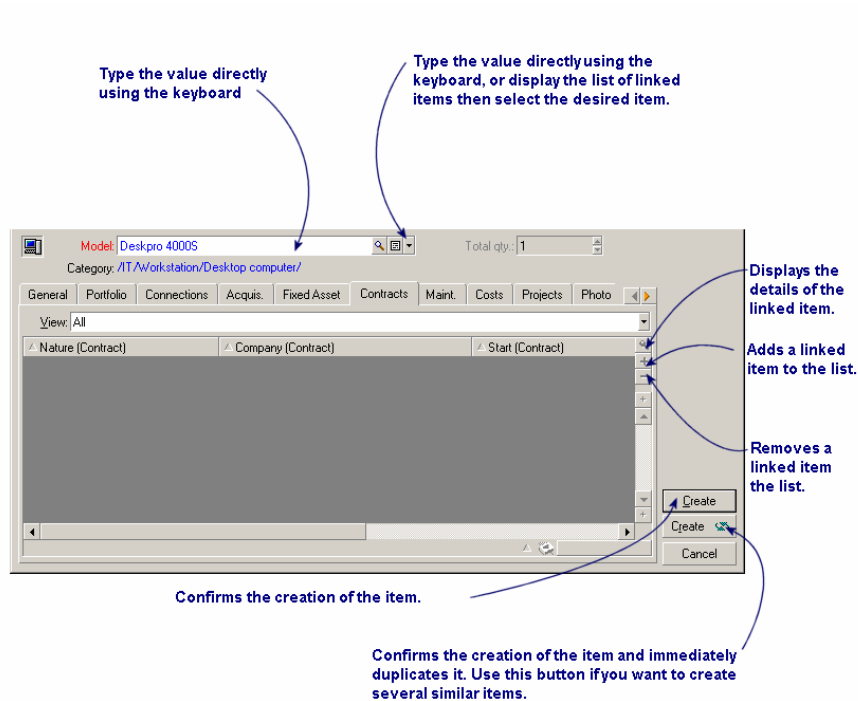 Type the value directly
using the keyboard
Type the value directly using the
keyboard, or display the list of linked
items then select the desired item.
Model: Deskpro 4000S
Total qty.: 1
Category: /IT/Workstation/Desktop computer/
General Portfolio Connections Acquis. Fixed Asset Contracts Maint. Costs Projects Photo
View: All
Nature (Contract) Company (Contract) Start (Contract)
Displays the
details of the
linked item.
Adds a linked
item to the list.
Removes a
linked item
the list.
Create
Create
Cancel
Confirms the creation of the item.
Confirms the creation of the item and immediately
duplicates it. Use this button if you want to create
several similar items.